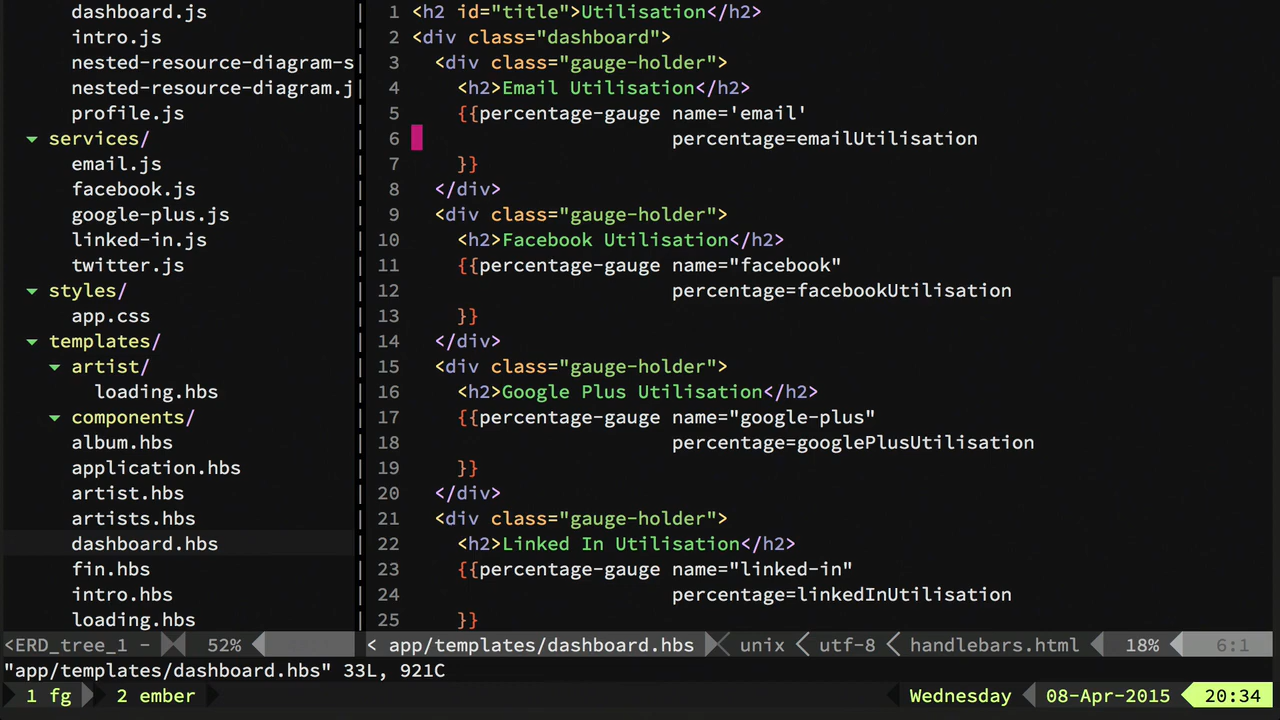 dashboard.js
intro.js
nested-resource-diagram-s
nested-resource-diagram.j
profile.js
▾ services/
email.js
facebook.js
google-plus.js
linked-in.js
twitter.js
▾ styles/
app.css
▾ templates/
▾ artist/
loading.hbs
▾ components/
album.hbs
application.hbs
artist.hbs
artists.hbs
dashboard.hbs
fin.hbs
intro.hbs
loading.hbs
<ERD_tree_1 - 52%
1 <h2 id="title">Utilisation</h2>
2 <div class="dashboard">
3   <div class="gauge-holder">
4     <h2>Email Utilisation</h2>
5     {{percentage-gauge name='email'
6                        percentage=emailUtilisation
7     }}
8   </div>
9   <div class="gauge-holder">
10     <h2>Facebook Utilisation</h2>
11     {{percentage-gauge name="facebook"
12                        percentage=facebookUtilisation
13     }}
14   </div>
15   <div class="gauge-holder">
16     <h2>Google Plus Utilisation</h2>
17     {{percentage-gauge name="google-plus"
18                        percentage=googlePlusUtilisation
19     }}
20   </div>
21   <div class="gauge-holder">
22     <h2>Linked In Utilisation</h2>
23     {{percentage-gauge name="linked-in"
24                        percentage=linkedInUtilisation
25     }}
< app/templates/dashboard.hbs unix < utf-8 < handlebars.html 18% 6:1
"app/templates/dashboard.hbs" 33L, 921C
1 fg 2 ember Wednesday 08-Apr-2015 20:34